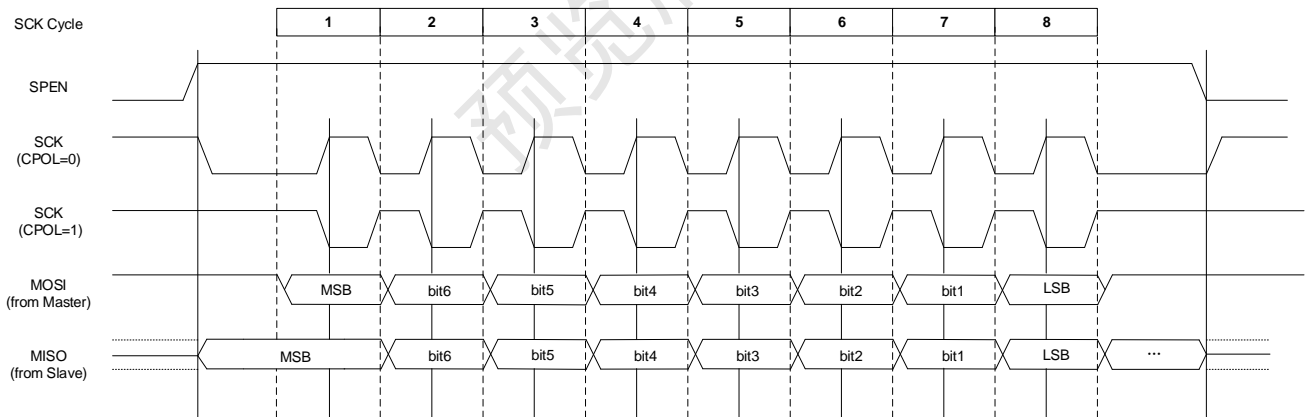 SCK Cycle 1 2 3 4 5 6 7 8
SPEN
SCK
(CPOL=0)
SCK
(CPOL=1)
MOSI
(from Master)
MSB bit6 bit5 bit4 bit3 bit2 bit1 LSB
MISO
(from Slave)
MSB bit6 bit5 bit4 bit3 bit2 bit1 LSB ...
预览